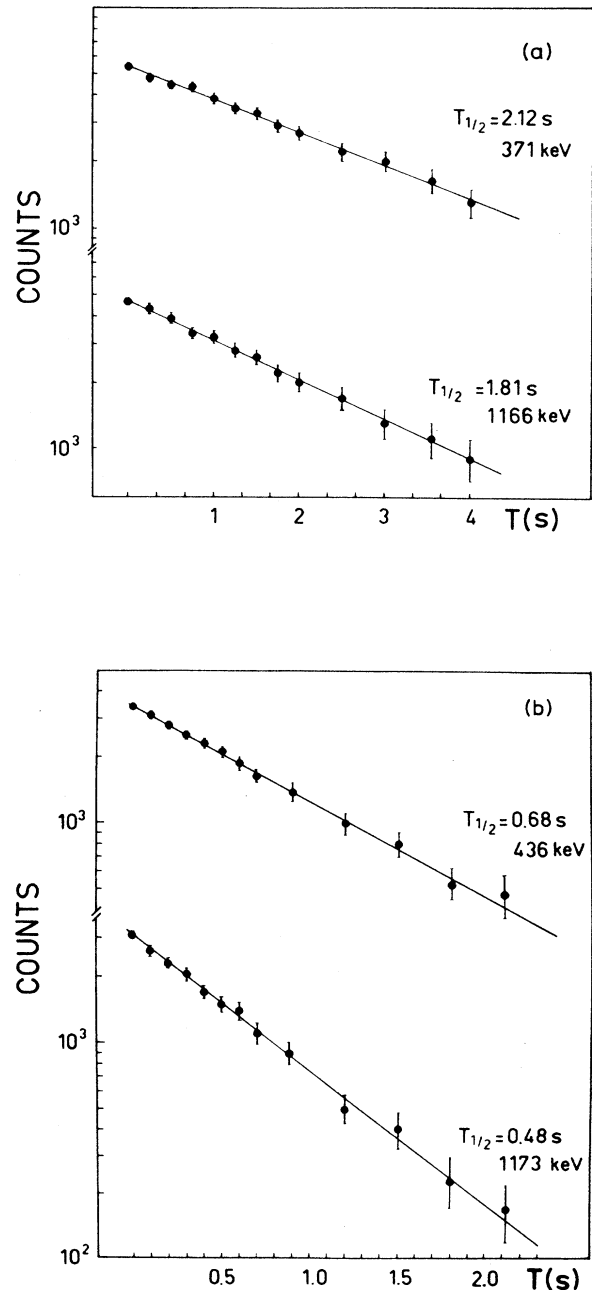 (a)
T1/2 = 2.12 s
371 keV
10³
COUNTS
T1/2 = 1.81 s
1166 keV
10³
1 2 3 4 T(s)
(b)
10³
T1/2 = 0.68 s
436 keV
COUNTS
10³
T1/2 = 0.48 s
1173 keV
10²
0.5 1.0 1.5 2.0 T(s)